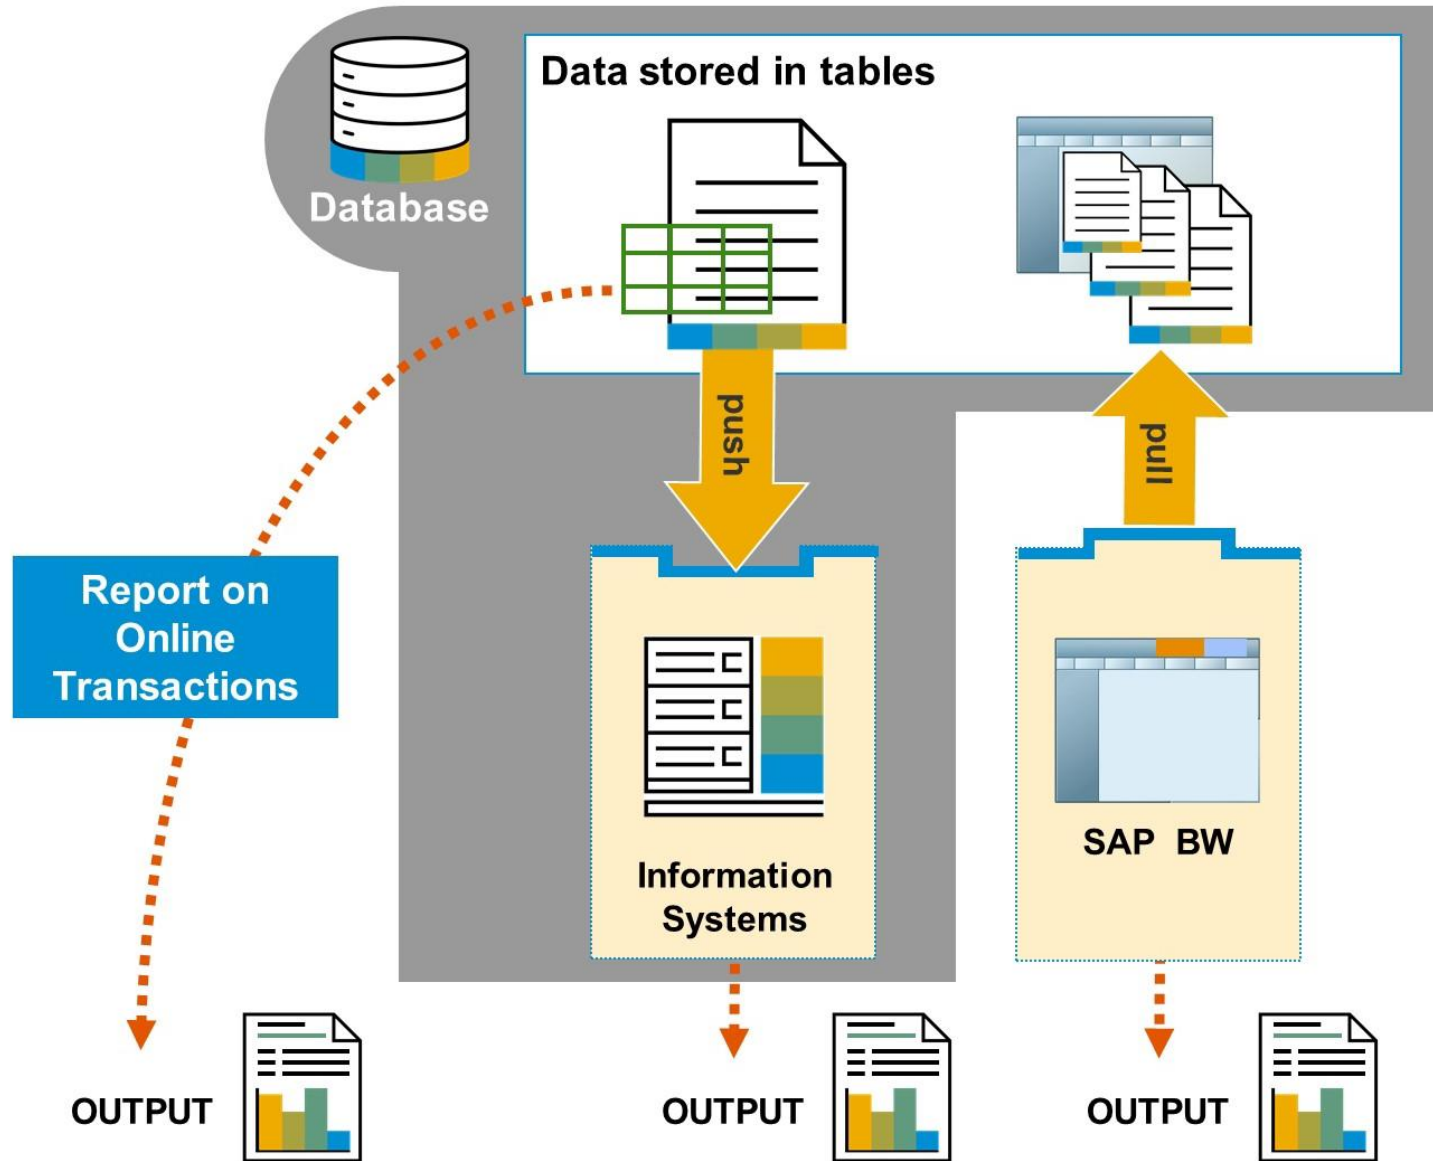 Data stored in tables
Database
push
pull
Report on
Online
Transactions
SAP BW
Information
Systems
OUTPUT
OUTPUT
OUTPUT